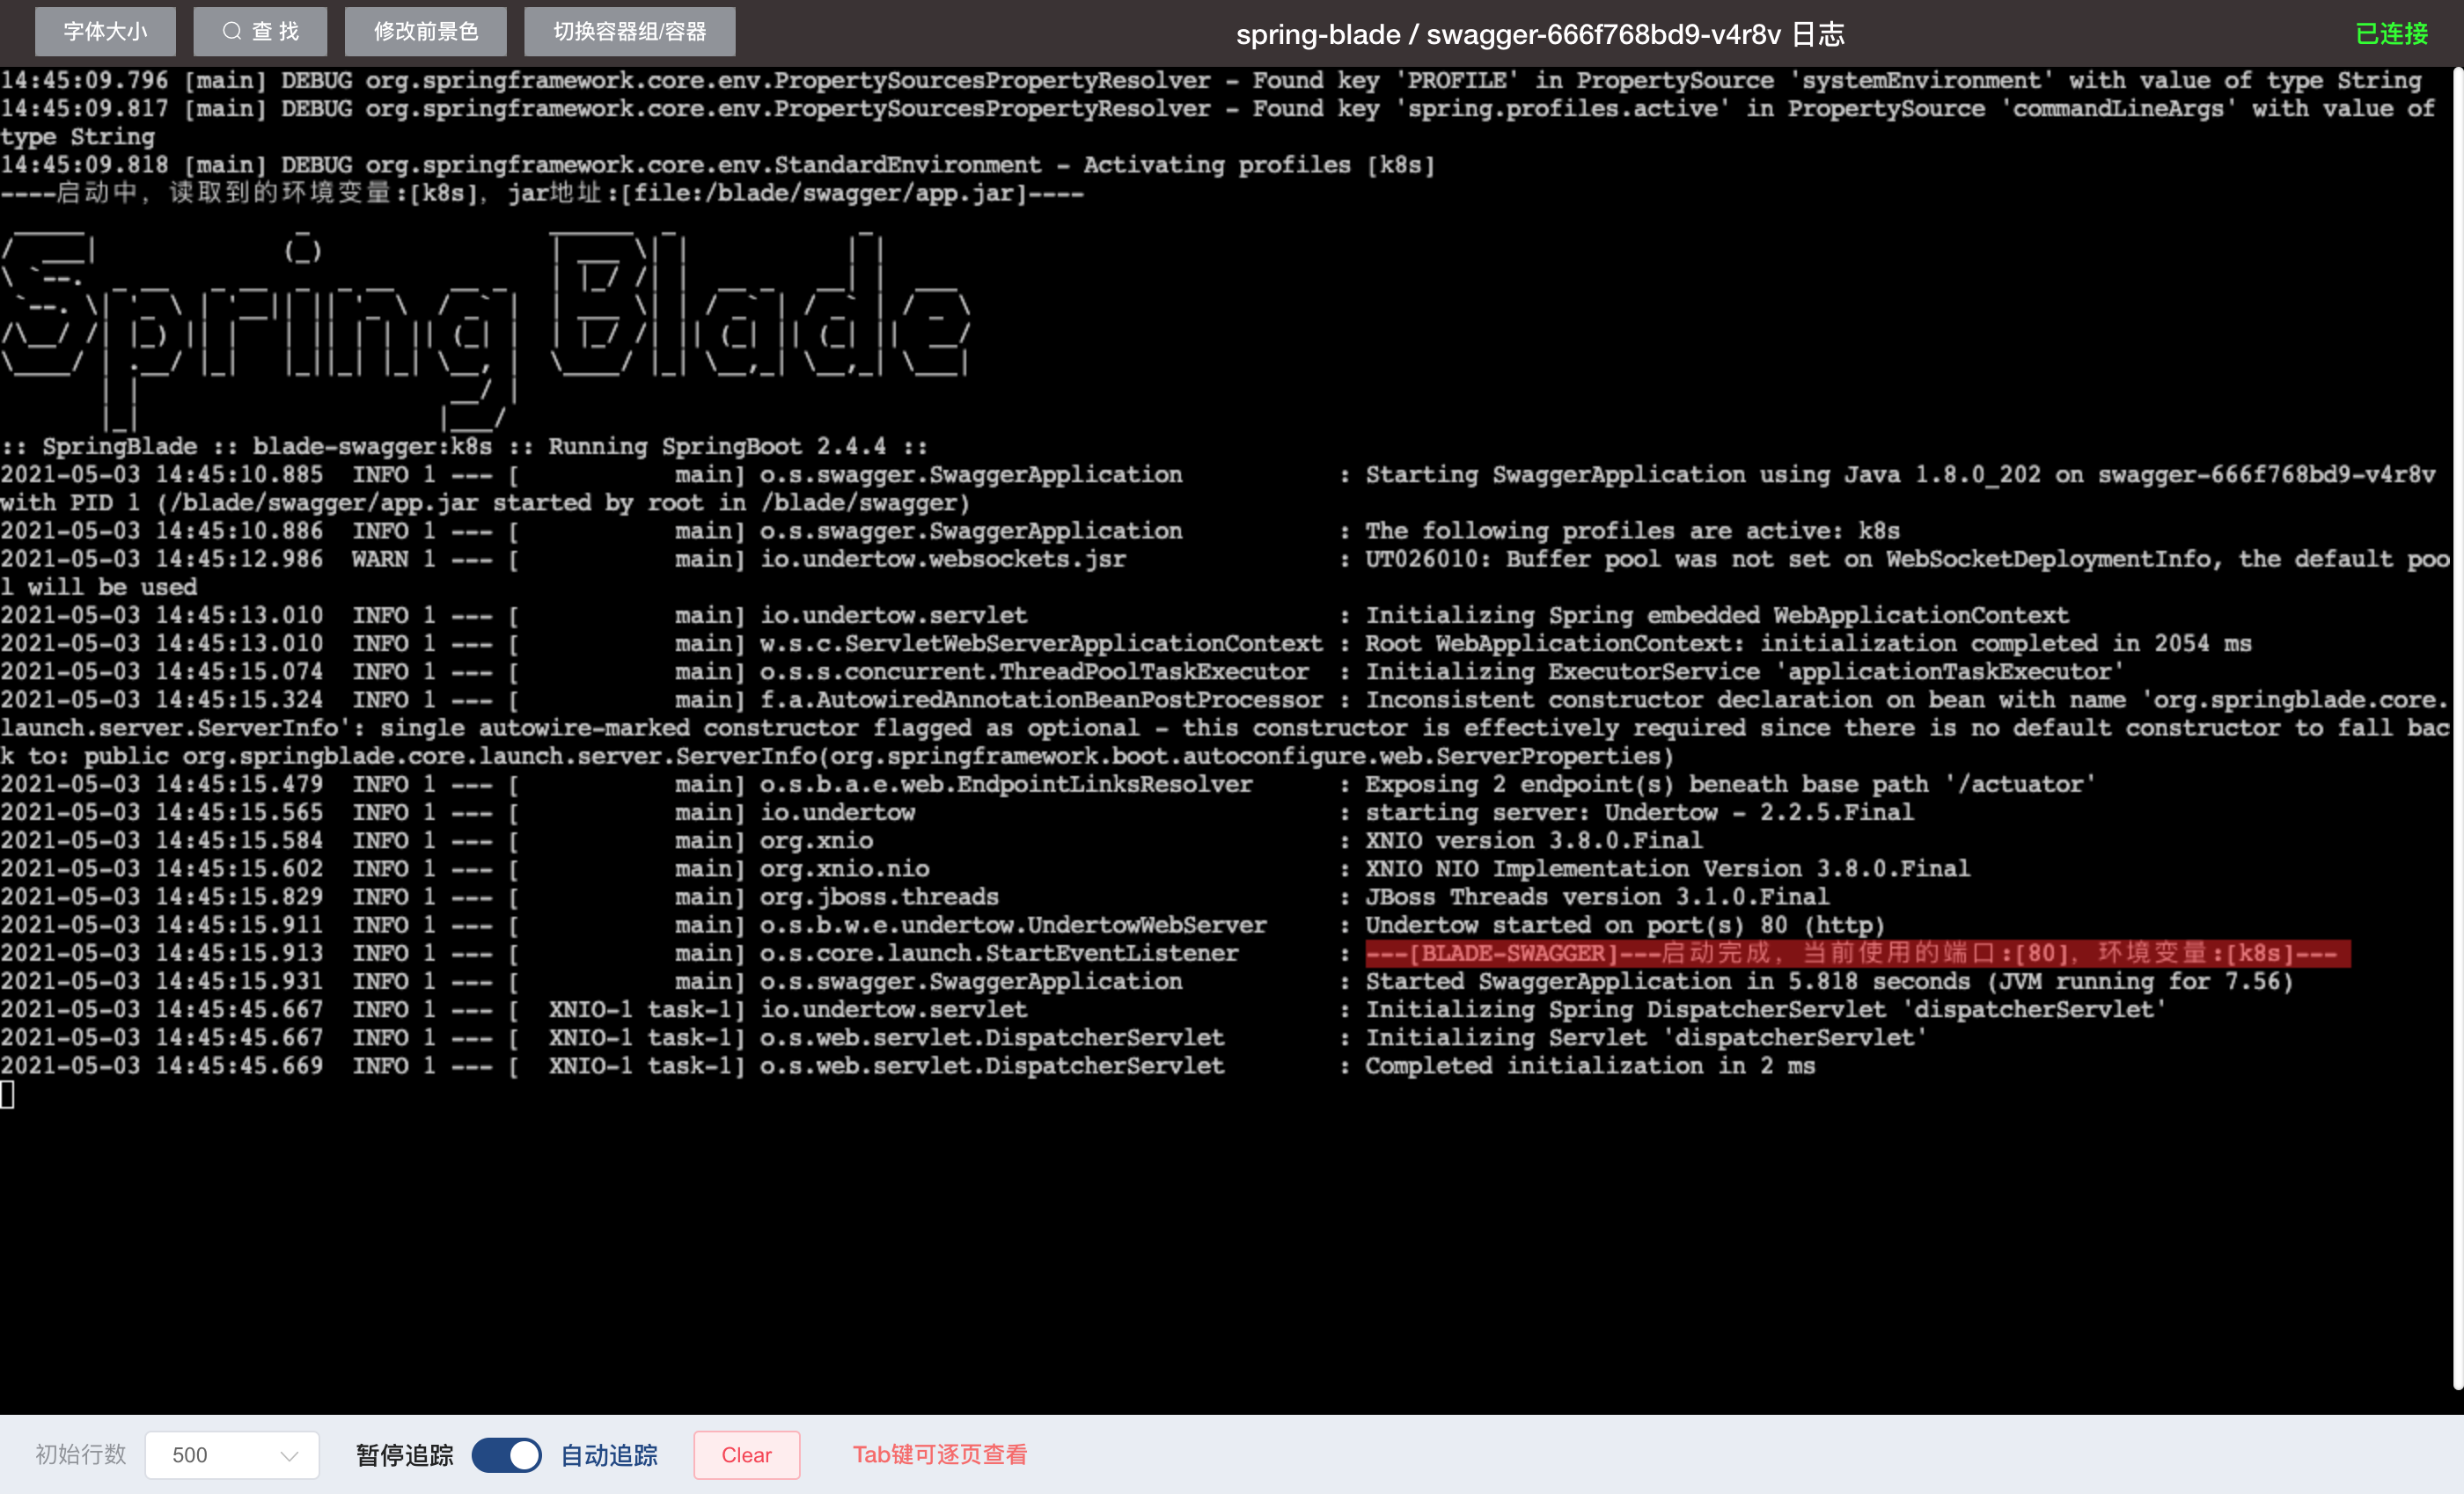 字体大小 查 找 修改前景色 切换容器组/容器 spring-blade / swagger-666f768bd9-v4r8v 日志 已连接
14:45:09.796 [main] DEBUG org.springframework.core.env.PropertySourcesPropertyResolver - Found key 'PROFILE' in PropertySource 'systemEnvironment' with value of type String
14:45:09.817 [main] DEBUG org.springframework.core.env.PropertySourcesPropertyResolver - Found key 'spring.profiles.active' in PropertySource 'commandLineArgs' with value of
type String
14:45:09.818 [main] DEBUG org.springframework.core.env.StandardEnvironment - Activating profiles [k8s]
----启动中，读取到的环境变量:[k8s]，jar地址:[file:/blade/swagger/app.jar]----
Spring Blade
:: SpringBlade :: blade-swagger:k8s :: Running SpringBoot 2.4.4 ::
2021-05-03 14:45:10.885  INFO 1 --- [           main] o.s.swagger.SwaggerApplication           : Starting SwaggerApplication using Java 1.8.0_202 on swagger-666f768bd9-v4r8v
with PID 1 (/blade/swagger/app.jar started by root in /blade/swagger)
2021-05-03 14:45:10.886  INFO 1 --- [           main] o.s.swagger.SwaggerApplication           : The following profiles are active: k8s
2021-05-03 14:45:12.986  WARN 1 --- [           main] io.undertow.websockets.jsr               : UT026010: Buffer pool was not set on WebSocketDeploymentInfo, the default poo
l will be used
2021-05-03 14:45:13.010  INFO 1 --- [           main] io.undertow.servlet                      : Initializing Spring embedded WebApplicationContext
2021-05-03 14:45:13.010  INFO 1 --- [           main] w.s.c.ServletWebServerApplicationContext : Root WebApplicationContext: initialization completed in 2054 ms
2021-05-03 14:45:15.074  INFO 1 --- [           main] o.s.s.concurrent.ThreadPoolTaskExecutor  : Initializing ExecutorService 'applicationTaskExecutor'
2021-05-03 14:45:15.324  INFO 1 --- [           main] f.a.AutowiredAnnotationBeanPostProcessor : Inconsistent constructor declaration on bean with name 'org.springblade.core.
launch.server.ServerInfo': single autowire-marked constructor flagged as optional - this constructor is effectively required since there is no default constructor to fall bac
k to: public org.springblade.core.launch.server.ServerInfo(org.springframework.boot.autoconfigure.web.ServerProperties)
2021-05-03 14:45:15.479  INFO 1 --- [           main] o.s.b.a.e.web.EndpointLinksResolver      : Exposing 2 endpoint(s) beneath base path '/actuator'
2021-05-03 14:45:15.565  INFO 1 --- [           main] io.undertow                              : starting server: Undertow - 2.2.5.Final
2021-05-03 14:45:15.584  INFO 1 --- [           main] org.xnio                                 : XNIO version 3.8.0.Final
2021-05-03 14:45:15.602  INFO 1 --- [           main] org.xnio.nio                             : XNIO NIO Implementation Version 3.8.0.Final
2021-05-03 14:45:15.829  INFO 1 --- [           main] org.jboss.threads                        : JBoss Threads version 3.1.0.Final
2021-05-03 14:45:15.911  INFO 1 --- [           main] o.s.b.w.e.undertow.UndertowWebServer     : Undertow started on port(s) 80 (http)
2021-05-03 14:45:15.913  INFO 1 --- [           main] o.s.core.launch.StartEventListener       : ---[BLADE-SWAGGER]---启动完成，当前使用的端口:[80]，环境变量:[k8s]---
2021-05-03 14:45:15.931  INFO 1 --- [           main] o.s.swagger.SwaggerApplication           : Started SwaggerApplication in 5.818 seconds (JVM running for 7.56)
2021-05-03 14:45:45.667  INFO 1 --- [  XNIO-1 task-1] io.undertow.servlet                      : Initializing Spring DispatcherServlet 'dispatcherServlet'
2021-05-03 14:45:45.667  INFO 1 --- [  XNIO-1 task-1] o.s.web.servlet.DispatcherServlet        : Initializing Servlet 'dispatcherServlet'
2021-05-03 14:45:45.669  INFO 1 --- [  XNIO-1 task-1] o.s.web.servlet.DispatcherServlet        : Completed initialization in 2 ms
初始行数 500 暂停追踪 自动追踪 Clear Tab键可逐页查看